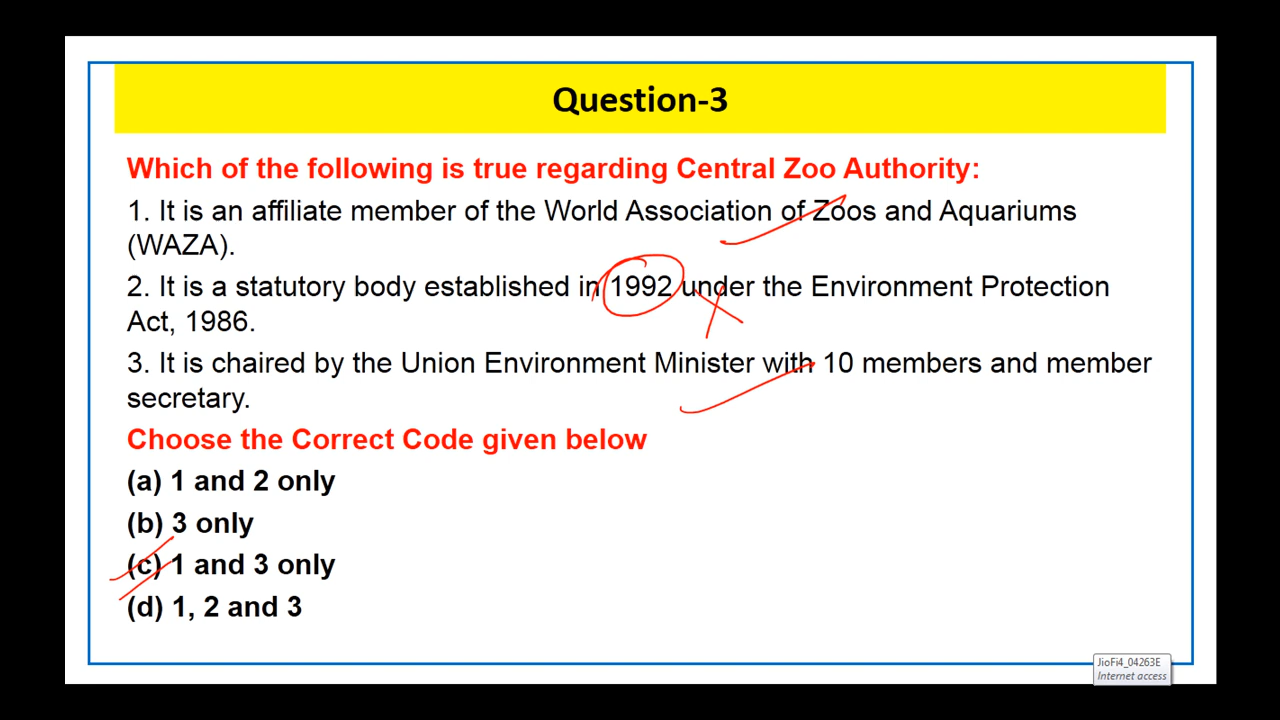 Question-3
Which of the following is true regarding Central Zoo Authority:
1. It is an affiliate member of the World Association of Zoos and Aquariums
(WAZA).
2. It is a statutory body established in 1992 under the Environment Protection
Act, 1986.
3. It is chaired by the Union Environment Minister with 10 members and member
secretary.
Choose the Correct Code given below
(a) 1 and 2 only
(b) 3 only
(c) 1 and 3 only
(d) 1, 2 and 3
JioFi4_04263E
Internet access